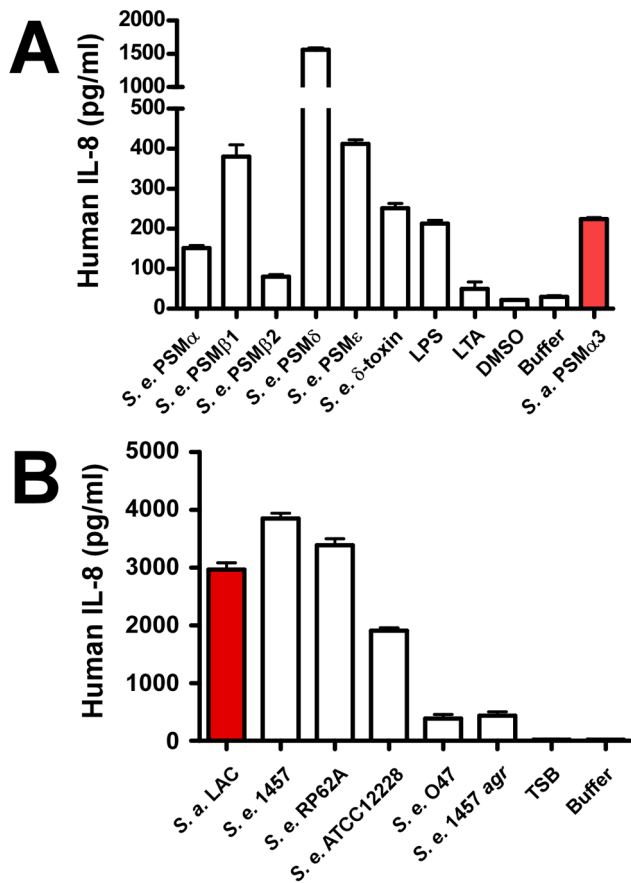 A
Human IL-8 (pg/ml)
2000
1500
1000
500
400
300
200
100
0
S. e. PSMα
S. e. PSMβ1
S. e. PSMβ2
S. e. PSMδ
S. e. PSMε
S. e. δ-toxin
LPS
LTA
DMSO
Buffer
S. a. PSMα3
B
Human IL-8 (pg/ml)
5000
4000
3000
2000
1000
0
S. a. LAC
S. e. 1457
S. e. RP62A
S. e. ATCC12228
S. e. O47
S. e. 1457 agr
TSB
Buffer